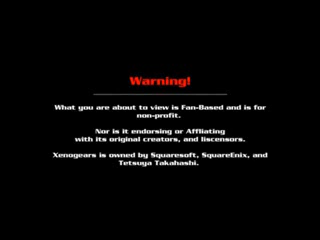 Warning!
What you are about to view is Fan-Based and is for
non-profit.
Nor is it endorsing or Affliating
with its original creators, and liscensors.
Xenogears is owned by Squaresoft, SquareEnix, and
Tetsuya Takahashi.